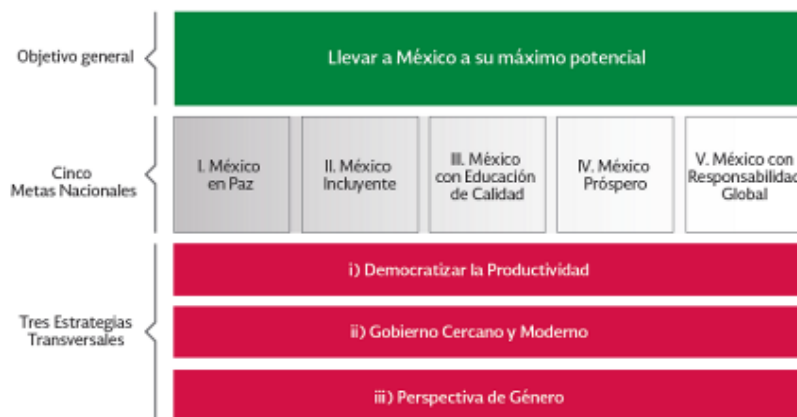 Objetivo general
Llevar a México a su máximo potencial
Cinco
Metas Nacionales
I. México
en Paz
II. México
Incluyente
III. México
con Educación
de Calidad
IV. México
Próspero
V. México con
Responsabilidad
Global
Tres Estrategias
Transversales
i) Democratizar la Productividad
ii) Gobierno Cercano y Moderno
iii) Perspectiva de Género